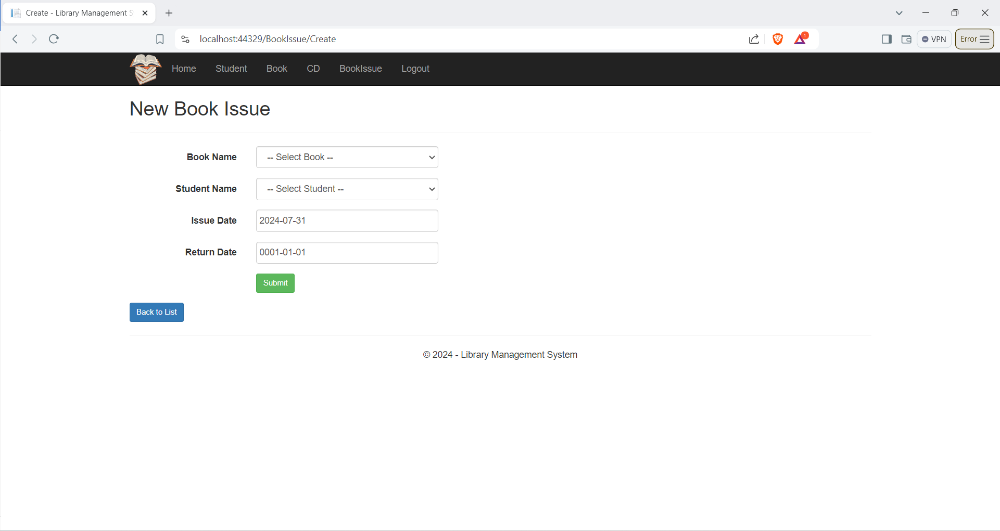 Create - Library Management S
localhost:44329/BookIssue/Create
1
VPN
Error
Home Student Book CD BookIssue Logout
New Book Issue
Book Name -- Select Book --
Student Name -- Select Student --
Issue Date 2024-07-31
Return Date 0001-01-01
Submit
Back to List
© 2024 - Library Management System